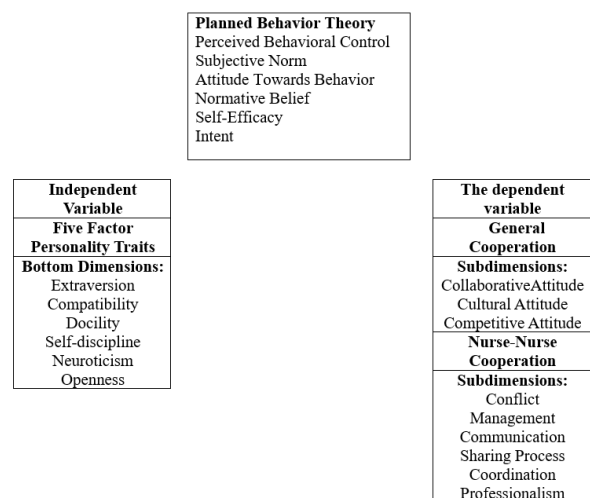 Planned Behavior Theory
Perceived Behavioral Control
Subjective Norm
Attitude Towards Behavior
Normative Belief
Self-Efficacy
Intent
Independent
Variable
Five Factor
Personality Traits
Bottom Dimensions:
Extraversion
Compatibility
Docility
Self-discipline
Neuroticism
Openness
The dependent
variable
General
Cooperation
Subdimensions:
CollaborativeAttitude
Cultural Attitude
Competitive Attitude
Nurse-Nurse
Cooperation
Subdimensions:
Conflict
Management
Communication
Sharing Process
Coordination
Professionalism